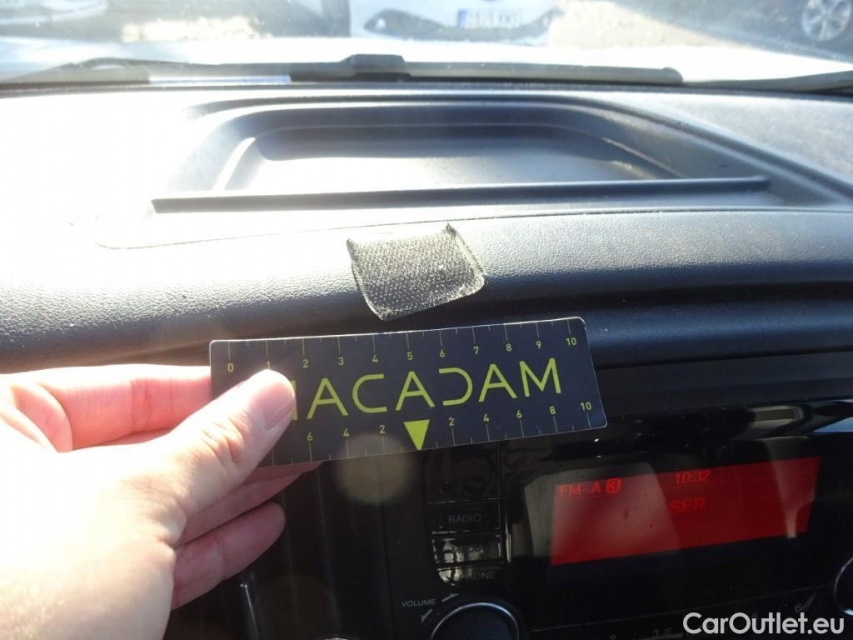 0 1 2 3 4 5 6 7 8 9 10
ACADAM
6 4 2 2 4 6 8 10
FM-A 10:32
SER
RADIO
VOLUME
CarOutlet.eu